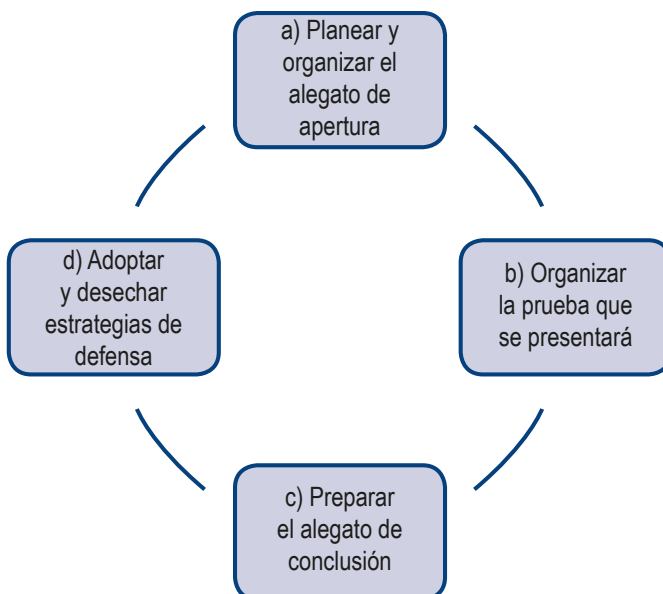 a) Planear y
organizar el
alegato de
apertura
b) Organizar
la prueba que
se presentará
c) Preparar
el alegato de
conclusión
d) Adoptar
y desechar
estrategias de
defensa